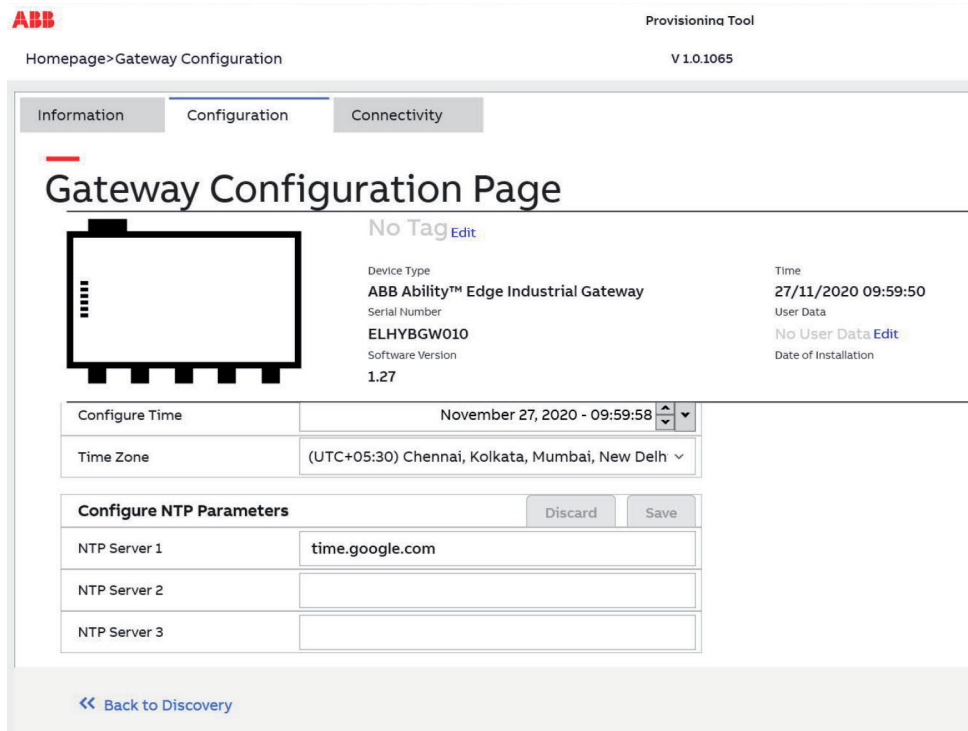 ABB
Provisioning Tool
Homepage>Gateway Configuration
V 1.0.1065
Information
Configuration
Connectivity
Gateway Configuration Page
No Tag Edit
Device Type
ABB Ability™ Edge Industrial Gateway
Serial Number
ELHYBGW010
Software Version
1.27
Time
27/11/2020 09:59:50
User Data
No User Data Edit
Date of Installation
Configure Time
November 27, 2020 - 09:59:58
Time Zone
(UTC+05:30) Chennai, Kolkata, Mumbai, New Delh
Configure NTP Parameters
Discard
Save
NTP Server 1
time.google.com
NTP Server 2
NTP Server 3
Back to Discovery